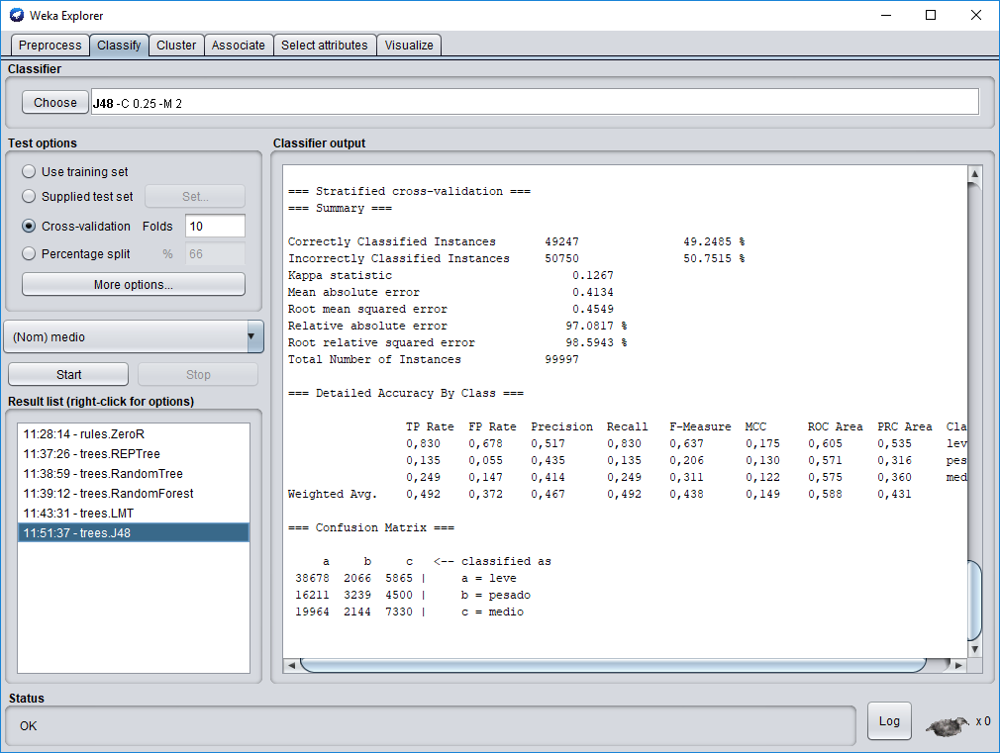 Weka Explorer
Preprocess Classify Cluster Associate Select attributes Visualize
Classifier
Choose J48 -C 0.25 -M 2
Test options
Use training set
Supplied test set Set...
Cross-validation Folds 10
Percentage split % 66
More options...
(Nom) medio
Start Stop
Result list (right-click for options)
11:28:14 - rules.ZeroR
11:37:26 - trees.REPTree
11:38:59 - trees.RandomTree
11:39:12 - trees.RandomForest
11:43:31 - trees.LMT
11:51:37 - trees.J48
Classifier output
=== Stratified cross-validation ===
=== Summary ===
Correctly Classified Instances 49247 49.2485 %
Incorrectly Classified Instances 50750 50.7515 %
Kappa statistic 0.1267
Mean absolute error 0.4134
Root mean squared error 0.4549
Relative absolute error 97.0817 %
Root relative squared error 98.5943 %
Total Number of Instances 99997
=== Detailed Accuracy By Class ===
TP Rate FP Rate Precision Recall F-Measure MCC ROC Area PRC Area Cla
0,830 0,678 0,517 0,830 0,637 0,175 0,605 0,535 lev
0,135 0,055 0,435 0,135 0,206 0,130 0,571 0,316 pes
0,249 0,147 0,414 0,249 0,311 0,122 0,575 0,360 med
Weighted Avg. 0,492 0,372 0,467 0,492 0,438 0,149 0,588 0,431
=== Confusion Matrix ===
a b c <-- classified as
38678 2066 5865 | a = leve
16211 3239 4500 | b = pesado
19964 2144 7330 | c = medio
Status
OK
Log x 0